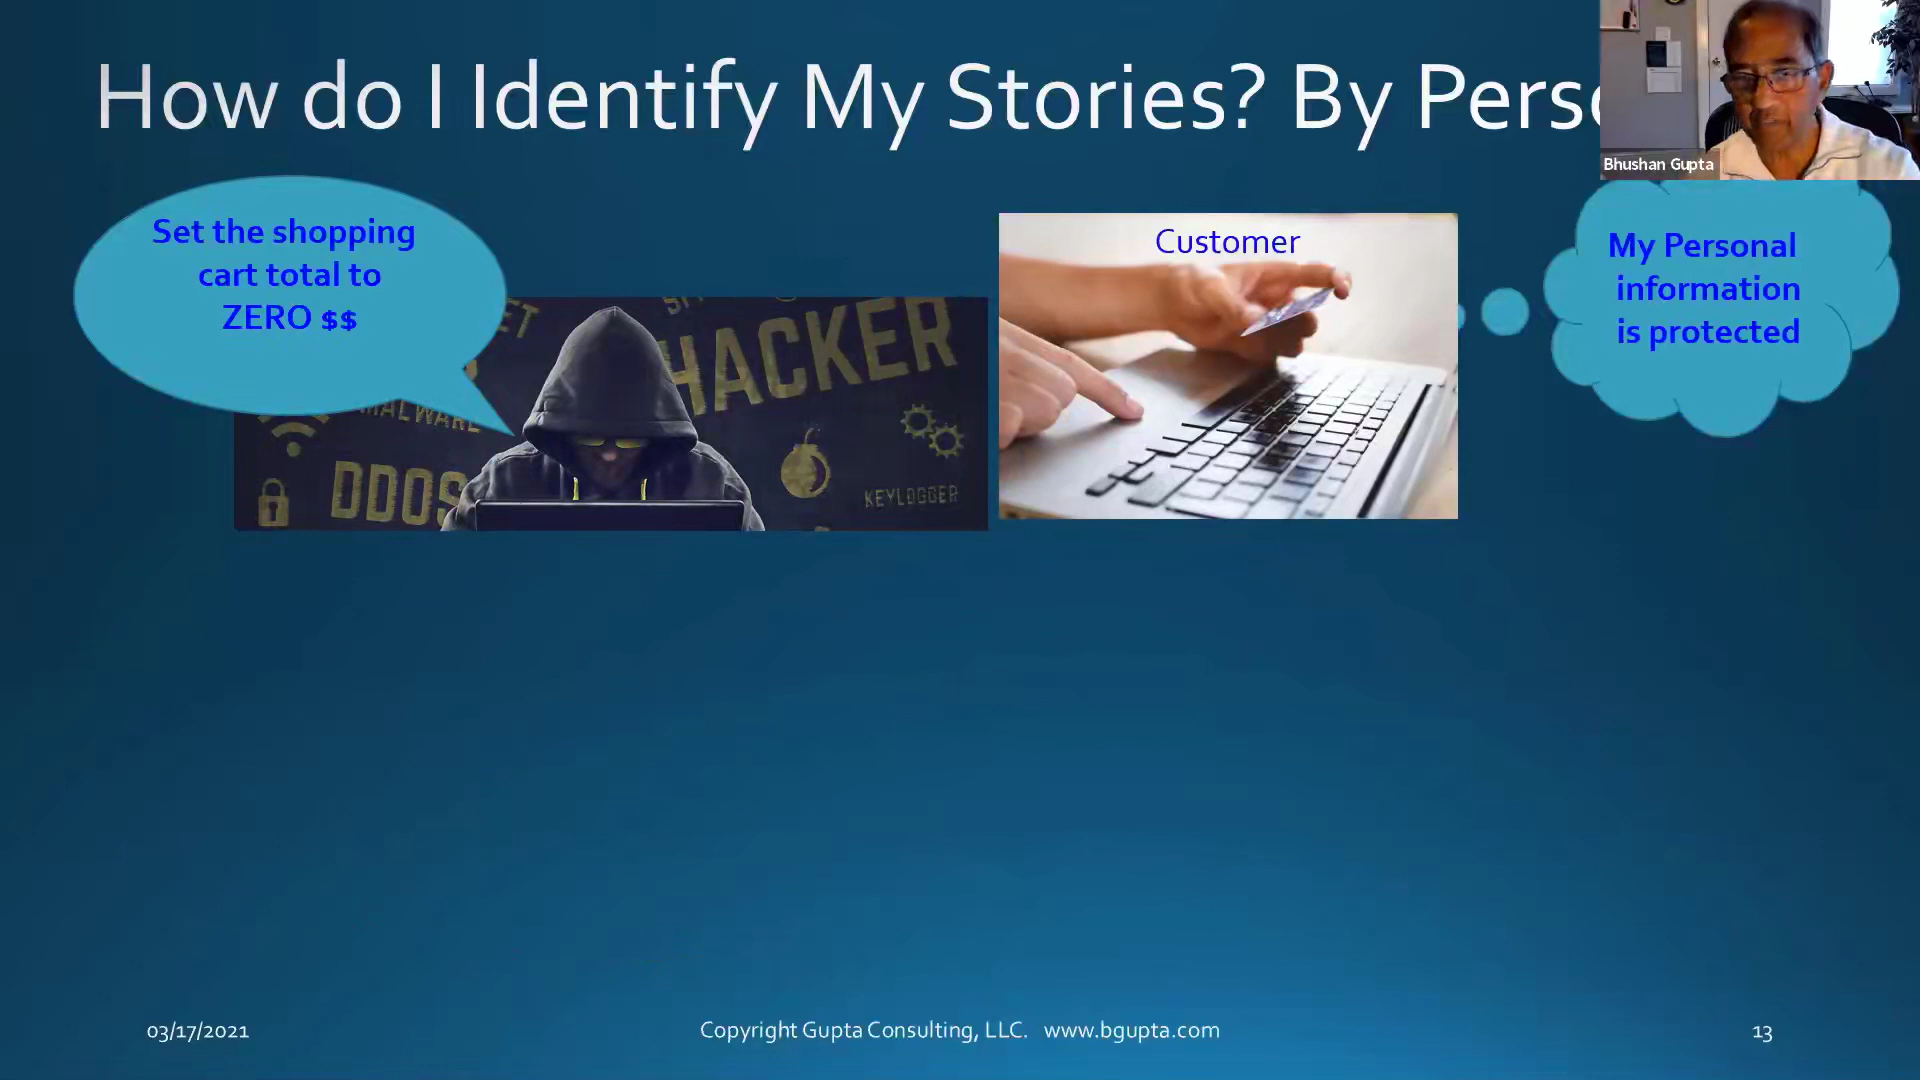 How do I Identify My Stories? By Perso
Bhushan Gupta
Set the shopping
cart total to
ZERO $$
Customer
My Personal
information
is protected
HACKER
MALWARE
DDOS
KEYLOGGER
03/17/2021
Copyright Gupta Consulting, LLC. www.bgupta.com
13